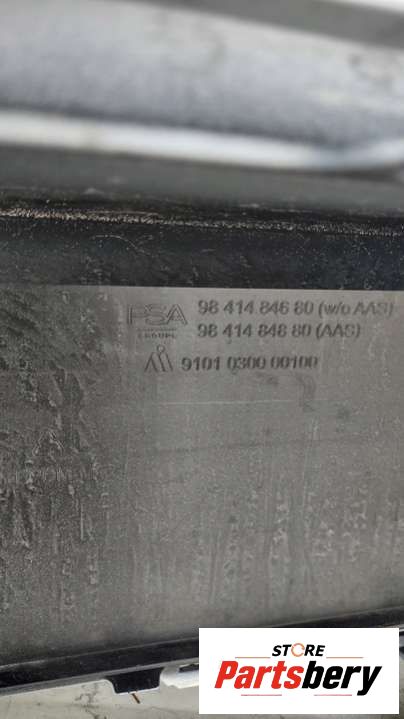 PSA 98 414 846 80 (w/o AAS)
GROUPE 98 414 848 80 (AAS)
9101 0300 00100
STORE
Partsbery